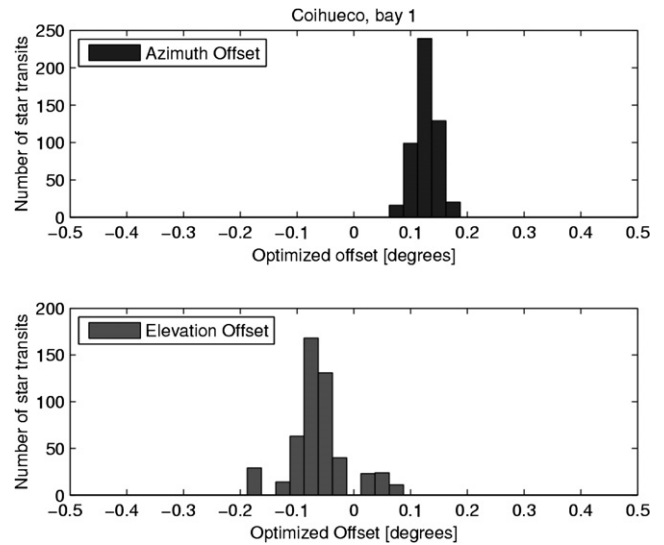 Coihueco, bay 1
Number of star transits
250
200
150
100
50
0
Azimuth Offset
−0.5 −0.4 −0.3 −0.2 −0.1 0 0.1 0.2 0.3 0.4 0.5
Optimized offset [degrees]
Number of star transits
200
150
100
50
0
Elevation Offset
−0.5 −0.4 −0.3 −0.2 −0.1 0 0.1 0.2 0.3 0.4 0.5
Optimized Offset [degrees]